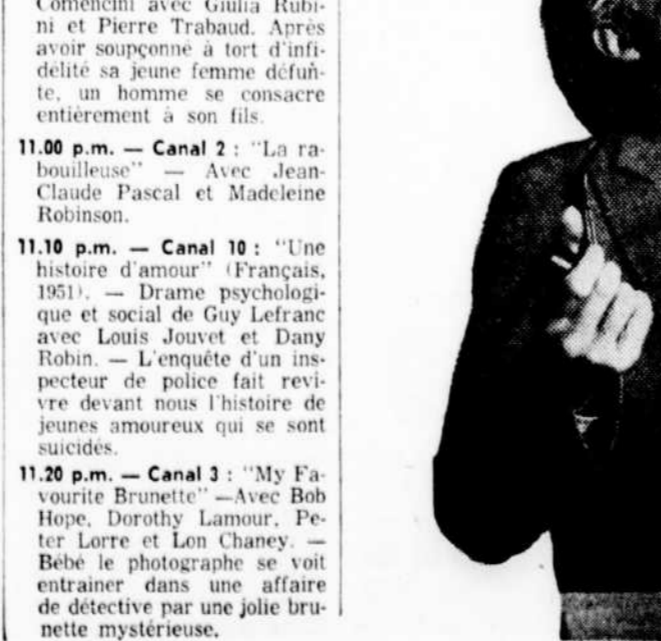 Comencini avec Giulia Rubi-
ni et Pierre Trabaud. Après
avoir soupçonné à tort d'infi-
délité sa jeune femme défun-
te, un homme se consacre
entièrement à son fils.
11.00 p.m. — Canal 2 : "La ra-
bouilleuse" — Avec Jean-
Claude Pascal et Madeleine
Robinson.
11.10 p.m. — Canal 10 : "Une
histoire d'amour" (Français,
1951). — Drame psychologi-
que et social de Guy Lefranc
avec Louis Jouvet et Dany
Robin. — L'enquête d'un ins-
pecteur de police fait revi-
vre devant nous l'histoire de
jeunes amoureux qui se sont
suicidés.
11.20 p.m. — Canal 3 : "My Fa-
vourite Brunette" —Avec Bob
Hope, Dorothy Lamour, Pe-
ter Lorre et Lon Chaney. —
Bébé le photographe se voit
entrainer dans une affaire
de détective par une jolie bru-
nette mystérieuse.